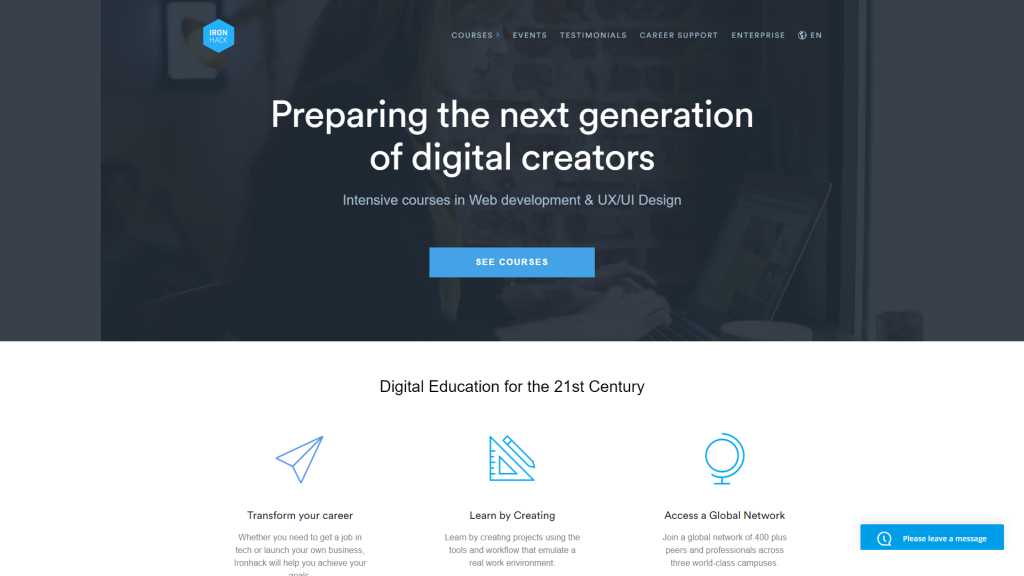 IRON
HACK
COURSES EVENTS TESTIMONIALS CAREER SUPPORT ENTERPRISE EN
Preparing the next generation
of digital creators
Intensive courses in Web development & UX/UI Design
SEE COURSES
Digital Education for the 21st Century
Transform your career
Whether you need to get a job in
tech or launch your own business,
Ironhack will help you achieve your
goals.
Learn by Creating
Learn by creating projects using the
tools and workflow that emulate a
real work environment.
Access a Global Network
Join a global network of 400 plus
peers and professionals across
three world-class campuses.
Please leave a message